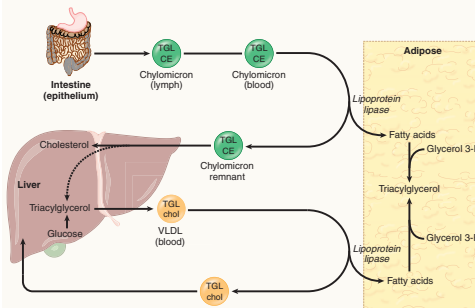 TGL
CE
TGL
CE
Adipose
Intestine
(epithelium)
Chylomicron
(lymph)
Chylomicron
(blood)
Lipoprotein
lipase
Fatty acids
Cholesterol
TGL
CE
Glycerol 3-
Chylomicron
remnant
Liver
Triacylglycerol
TGL
chol
Triacylglycerol
Glucose
VLDL
(blood)
Glycerol 3-
Lipoprotein
lipase
Fatty acids
TGL
chol